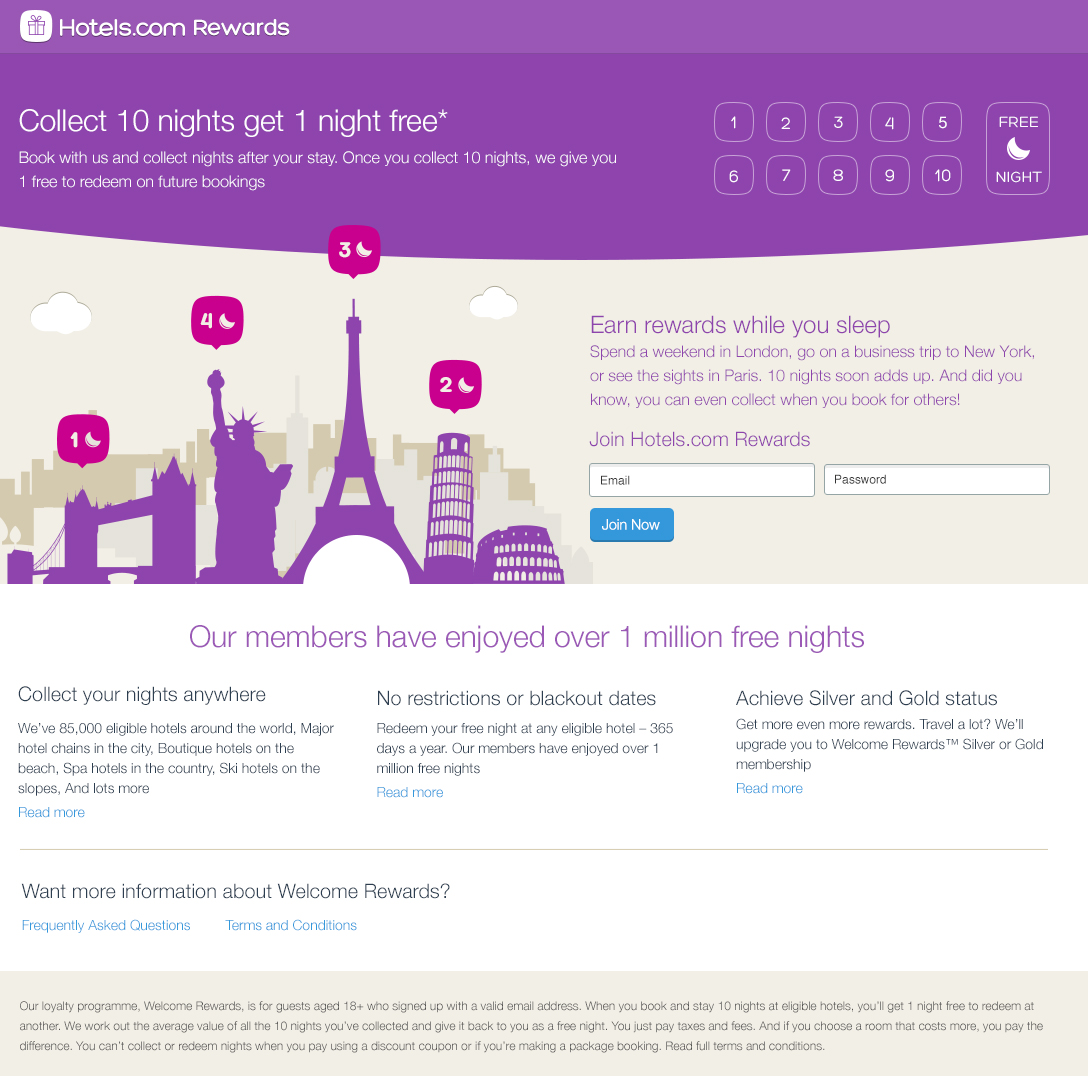 Hotels.com Rewards
Collect 10 nights get 1 night free*
Book with us and collect nights after your stay. Once you collect 10 nights, we give you
1 free to redeem on future bookings
1 2 3 4 5
6 7 8 9 10
FREE
NIGHT
3
4
2
1
Earn rewards while you sleep
Spend a weekend in London, go on a business trip to New York,
or see the sights in Paris. 10 nights soon adds up. And did you
know, you can even collect when you book for others!
Join Hotels.com Rewards
Email
Password
Join Now
Our members have enjoyed over 1 million free nights
Collect your nights anywhere
We've 85,000 eligible hotels around the world, Major
hotel chains in the city, Boutique hotels on the
beach, Spa hotels in the country, Ski hotels on the
slopes, And lots more
Read more
No restrictions or blackout dates
Redeem your free night at any eligible hotel – 365
days a year. Our members have enjoyed over 1
million free nights
Read more
Achieve Silver and Gold status
Get more even more rewards. Travel a lot? We'll
upgrade you to Welcome Rewards™ Silver or Gold
membership
Read more
Want more information about Welcome Rewards?
Frequently Asked Questions
Terms and Conditions
Our loyalty programme, Welcome Rewards, is for guests aged 18+ who signed up with a valid email address. When you book and stay 10 nights at eligible hotels, you'll get 1 night free to redeem at
another. We work out the average value of all the 10 nights you've collected and give it back to you as a free night. You just pay taxes and fees. And if you choose a room that costs more, you pay the
difference. You can't collect or redeem nights when you pay using a discount coupon or if you're making a package booking. Read full terms and conditions.